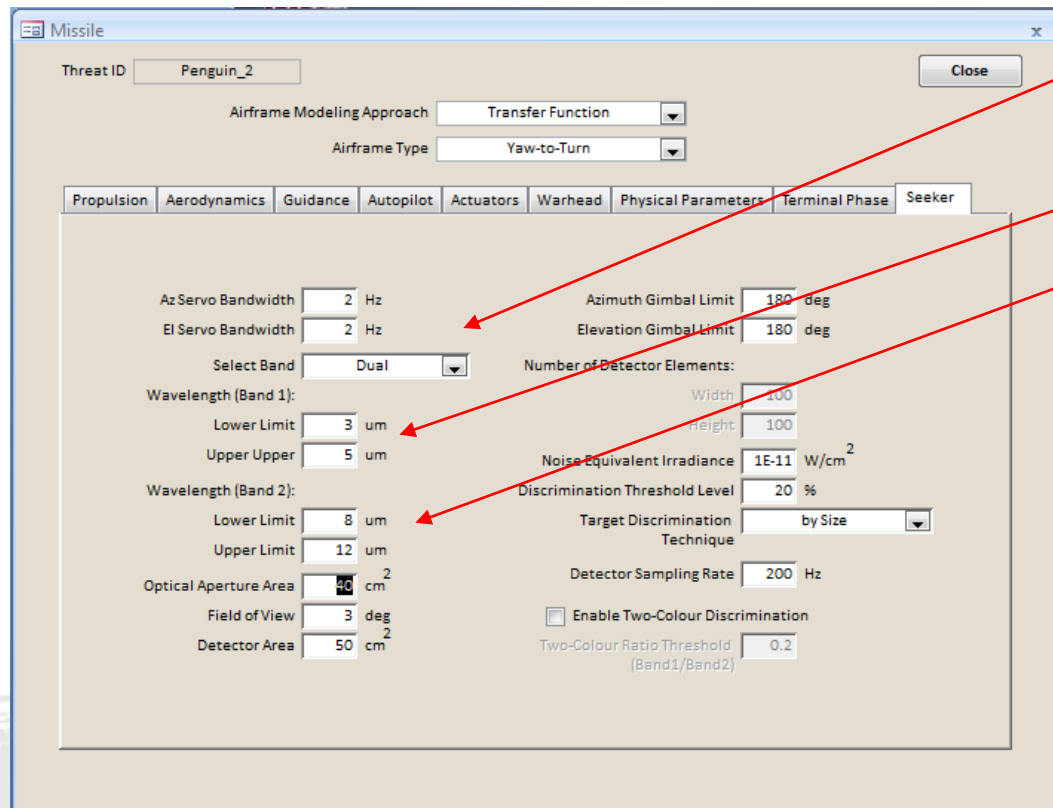 Missile
x
Threat ID Penguin_2
Close
Airframe Modeling Approach Transfer Function
Airframe Type Yaw-to-Turn
Propulsion Aerodynamics Guidance Autopilot Actuators Warhead Physical Parameters Terminal Phase Seeker
Az Servo Bandwidth 2 Hz
El Servo Bandwidth 2 Hz
Select Band Dual
Wavelength (Band 1):
Lower Limit 3 um
Upper Upper 5 um
Wavelength (Band 2):
Lower Limit 8 um
Upper Limit 12 um
Optical Aperture Area 40 cm2
Field of View 3 deg
Detector Area 50 cm2
Azimuth Gimbal Limit 180 deg
Elevation Gimbal Limit 180 deg
Number of Detector Elements:
Width 100
Height 100
Noise Equivalent Irradiance 1E-11 W/cm2
Discrimination Threshold Level 20 %
Target Discrimination by Size
Technique
Detector Sampling Rate 200 Hz
Enable Two-Colour Discrimination
Two-Colour Ratio Threshold 0.2
(Band1/Band2)